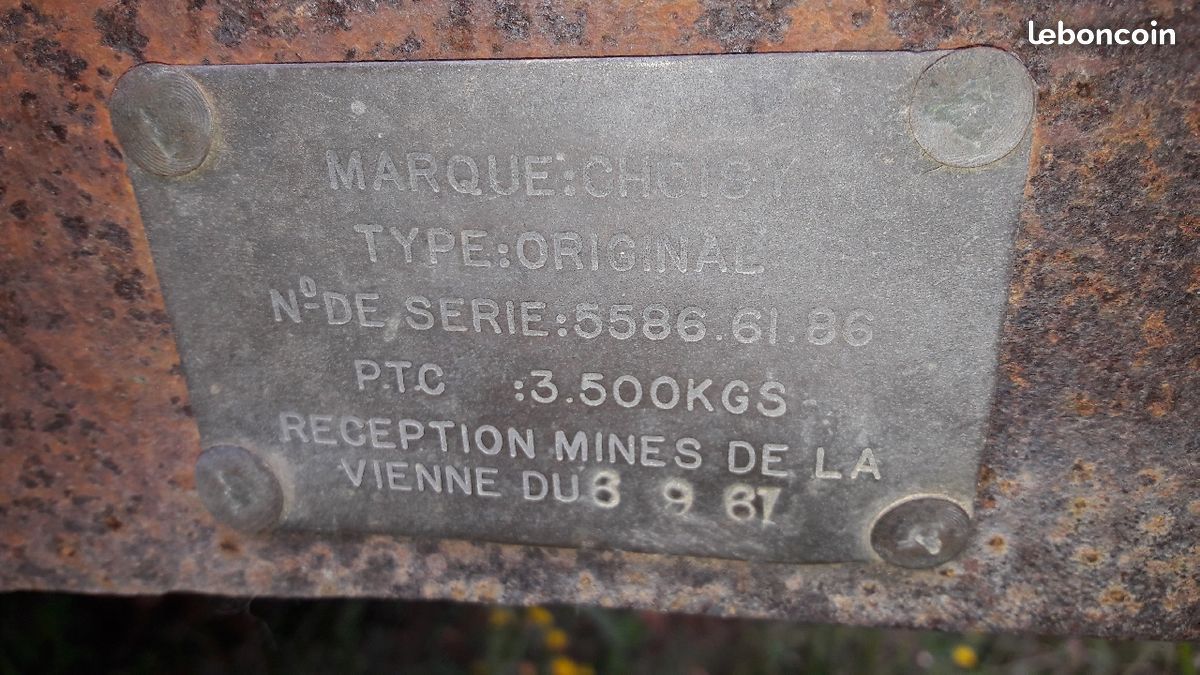 leboncoin
MARQUE:CHOISY
TYPE:ORIGINAL
Nº DE SERIE:5586.61.86
P.T.C :3.500KGS
RECEPTION MINES DE LA
VIENNE DU 6 9 61